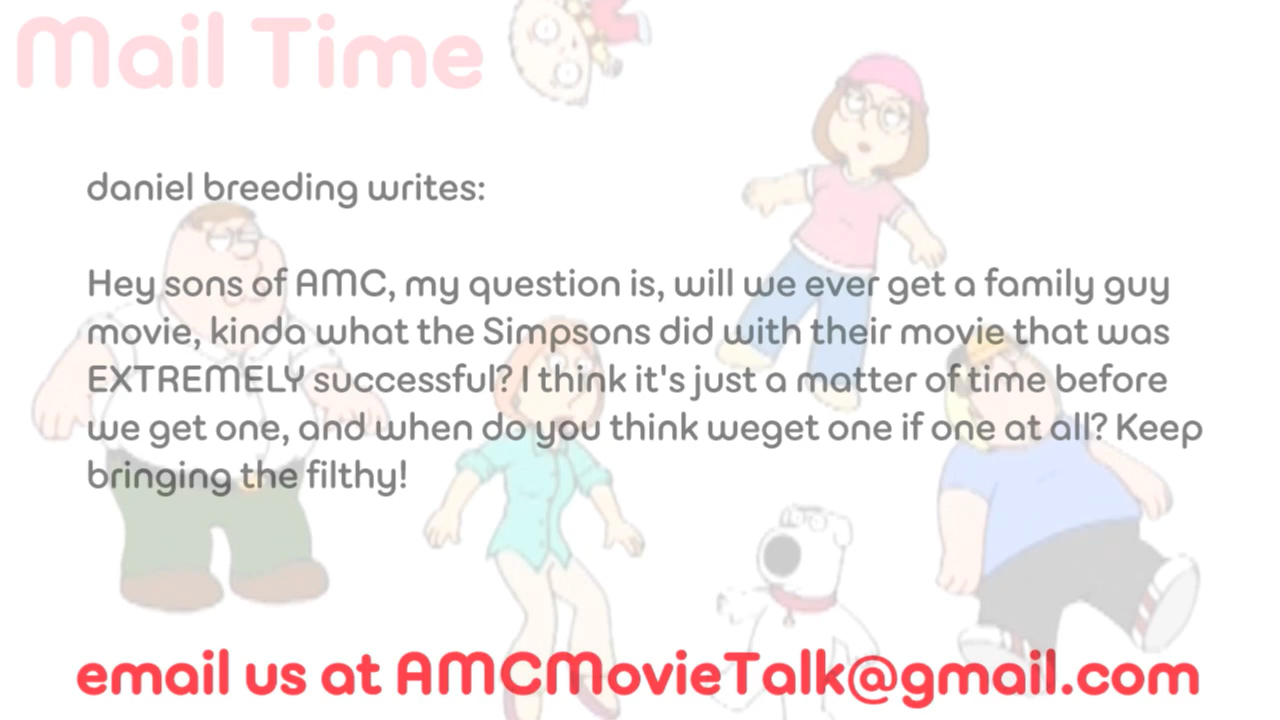 Mail Time
daniel breeding writes:
Hey sons of AMC, my question is, will we ever get a family guy
movie, kinda what the Simpsons did with their movie that was
EXTREMELY successful? I think it's just a matter of time before
we get one, and when do you think weget one if one at all? Keep
bringing the filthy!
email us at AMCMovieTalk@gmail.com